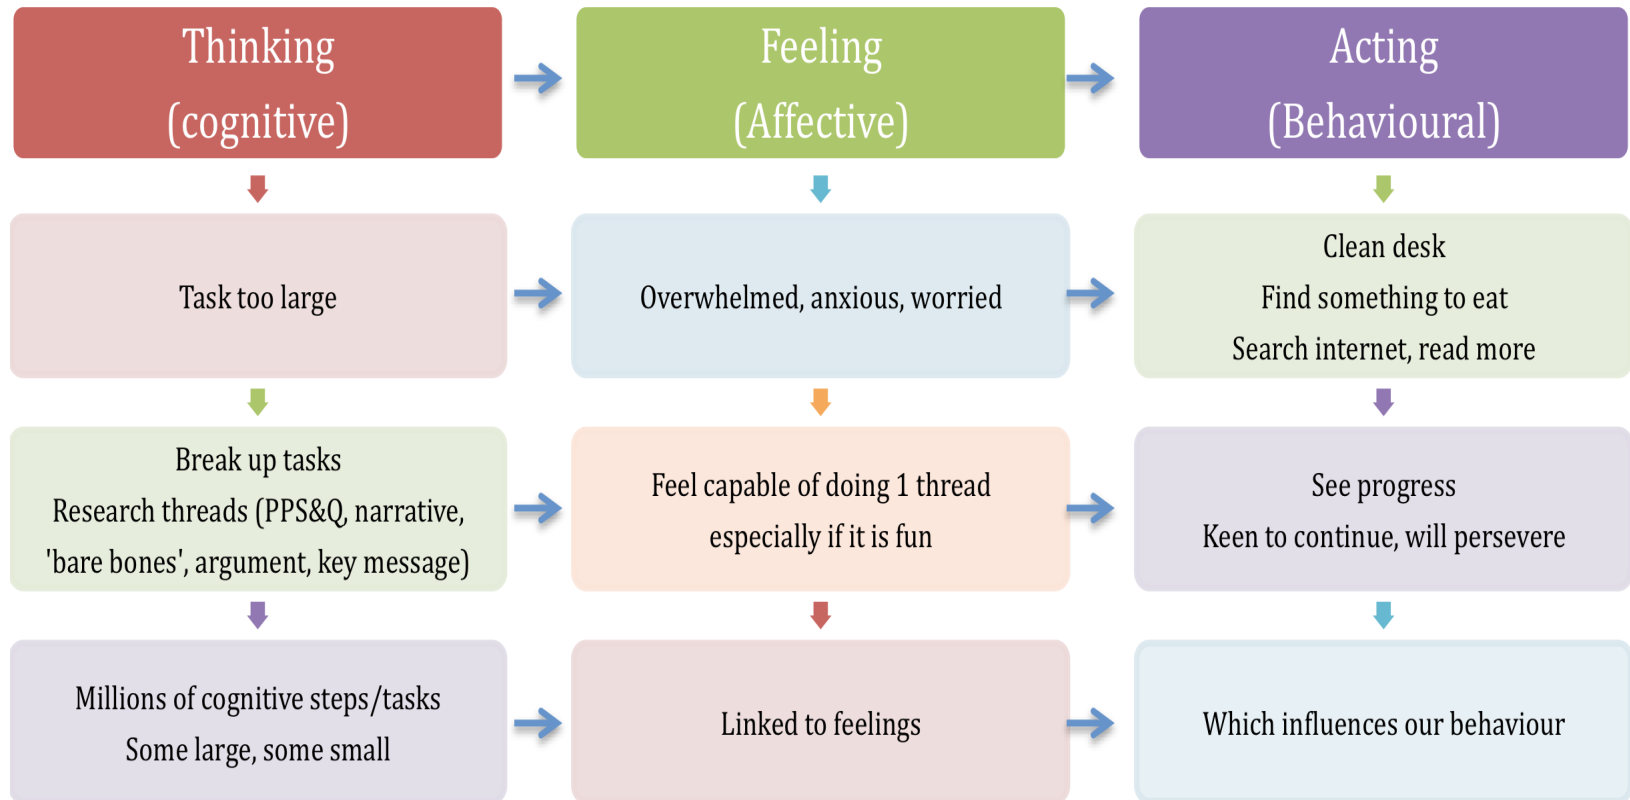 Thinking
(cognitive)
Feeling
(Affective)
Acting
(Behavioural)
Task too large
Overwhelmed, anxious, worried
Clean desk
Find something to eat
Search internet, read more
Break up tasks
Research threads (PPS&Q, narrative,
'bare bones', argument, key message)
Feel capable of doing 1 thread
especially if it is fun
See progress
Keen to continue, will persevere
Millions of cognitive steps/tasks
Some large, some small
Linked to feelings
Which influences our behaviour